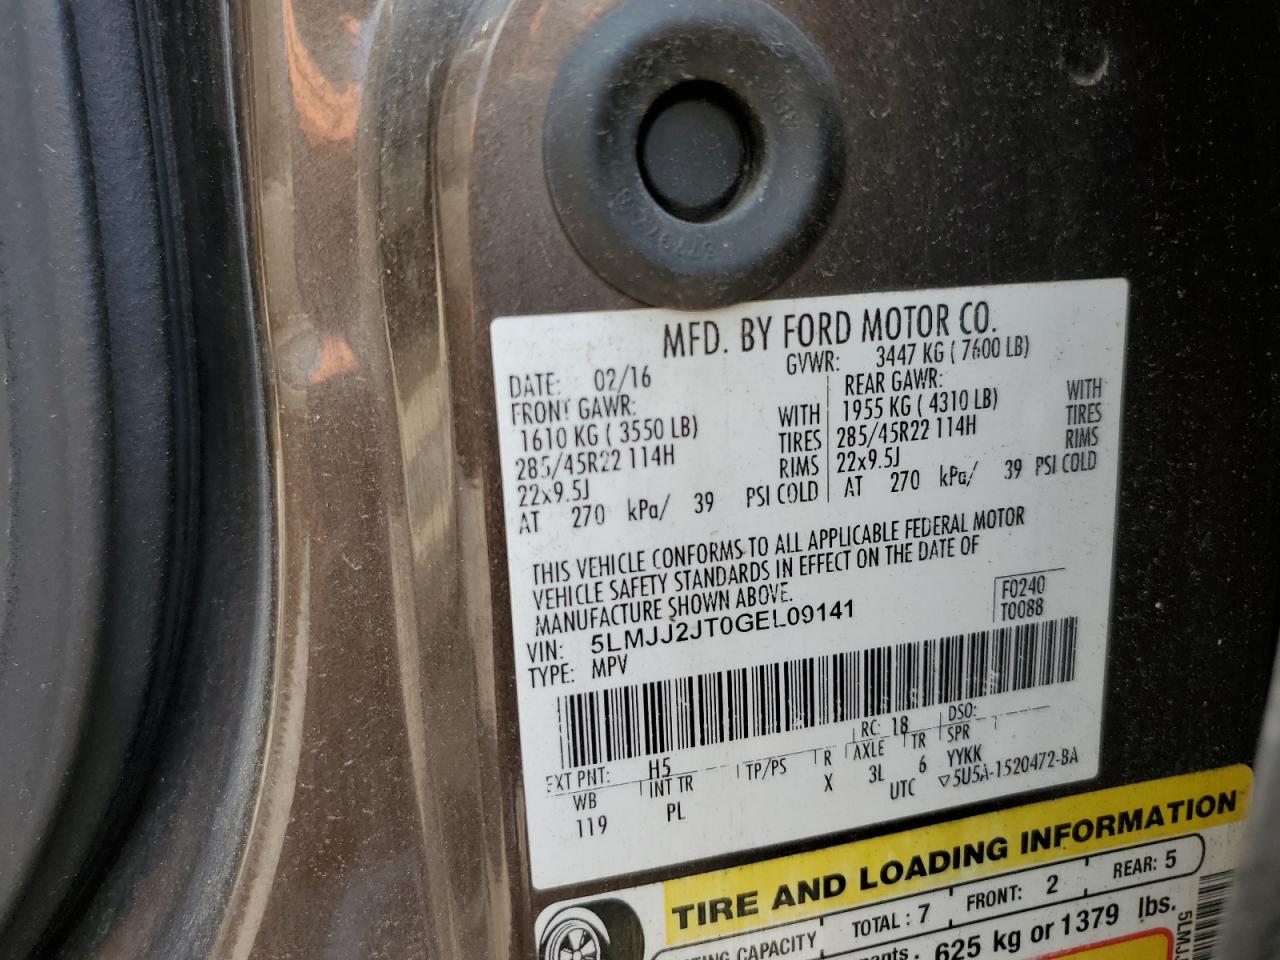 MFD. BY FORD MOTOR CO.
DATE: 02/16 GVWR: 3447 KG ( 7600 LB)
FRONT GAWR: REAR GAWR:
1610 KG ( 3550 LB) WITH 1955 KG ( 4310 LB) WITH
285/45R22 114H TIRES 285/45R22 114H TIRES
22x9.5J RIMS 22x9.5J RIMS
AT 270 kPa/ 39 PSI COLD AT 270 kPa/ 39 PSI COLD
THIS VEHICLE CONFORMS TO ALL APPLICABLE FEDERAL MOTOR
VEHICLE SAFETY STANDARDS IN EFFECT ON THE DATE OF
MANUFACTURE SHOWN ABOVE.
F0240
T0088
VIN: 5LMJJ2JT0GEL09141
TYPE: MPV
EXT PNT: H5 RC: 18 DSO:
WB INT TR TP/PS R AXLE TR SPR
119 PL X 3L 6 YYKK
UTC ▽5U5A-1520472-BA
TIRE AND LOADING INFORMATION
CAPACITY TOTAL : 7 FRONT: 2 REAR: 5
625 kg or 1379 lbs.